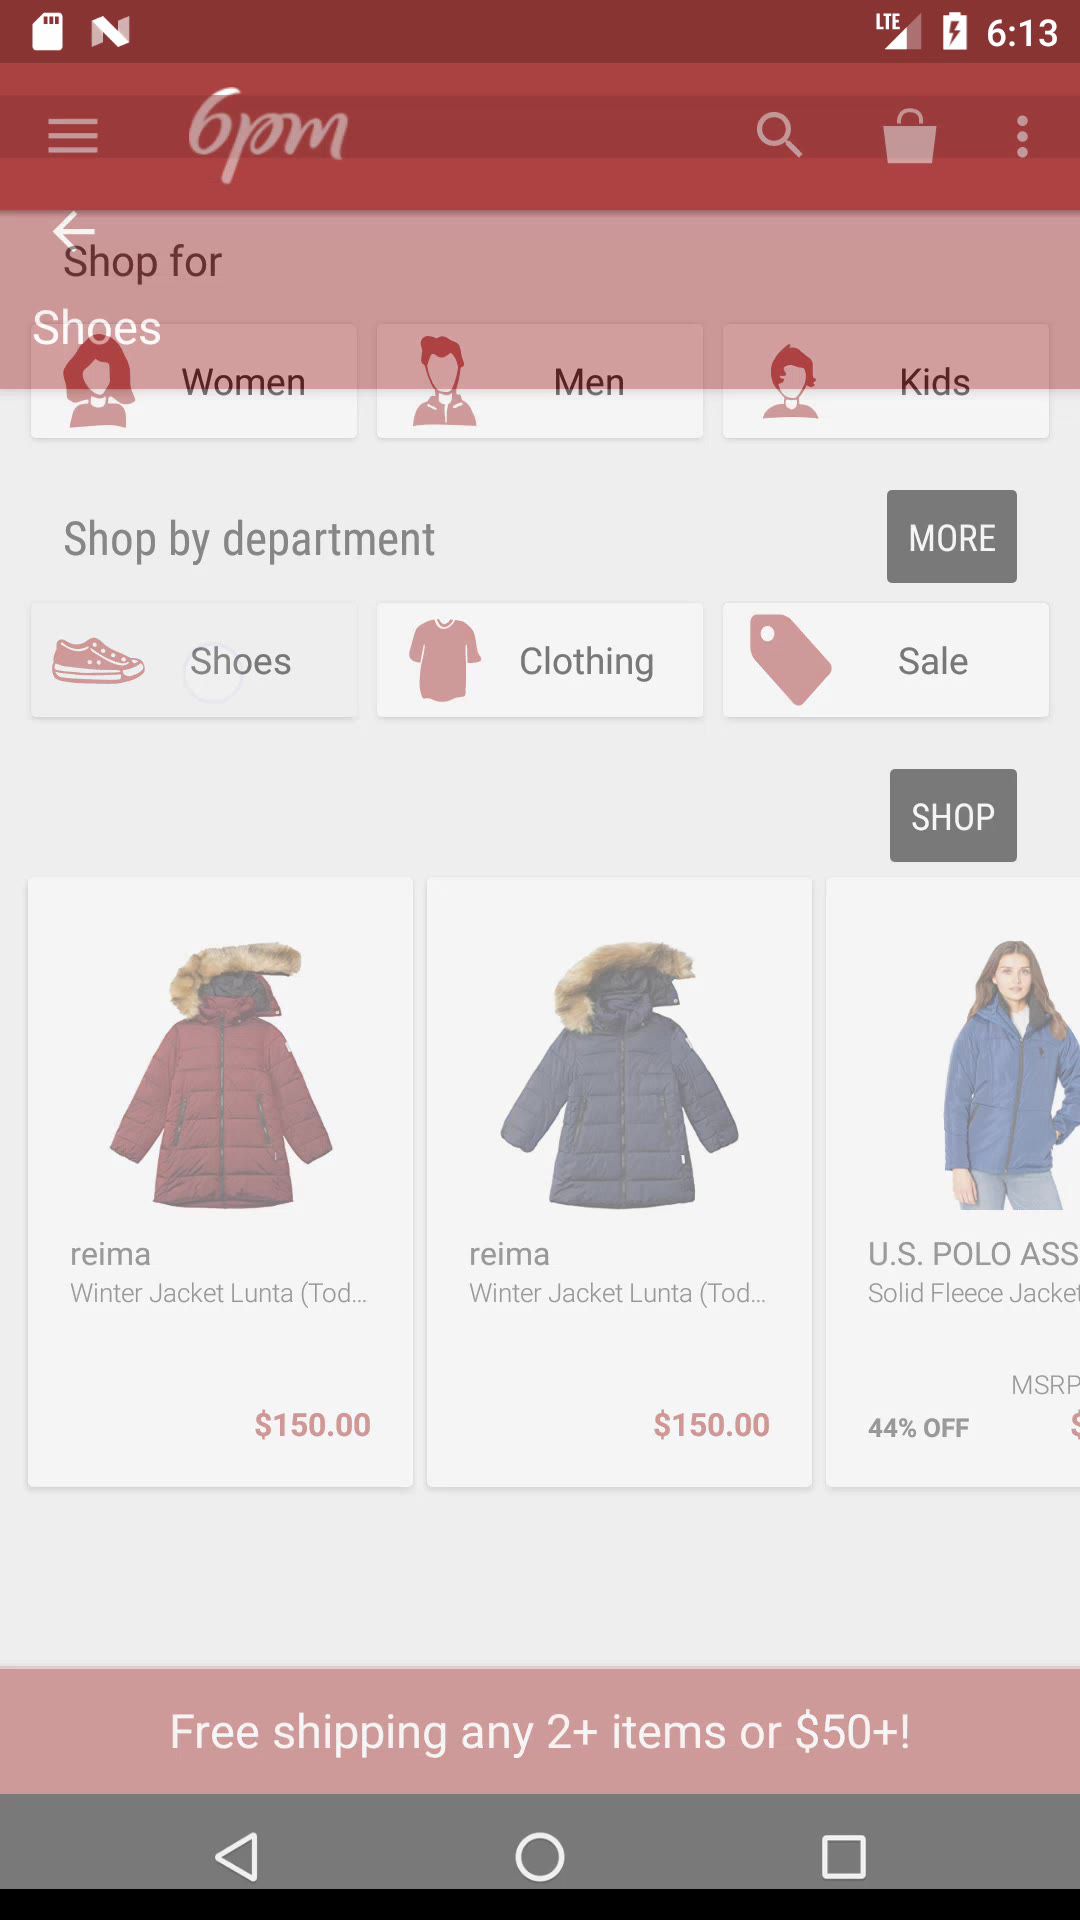 LTE 6:13
6pm
Shop for
Shoes
Women Men Kids
Shop by department MORE
Shoes Clothing Sale
SHOP
reima reima U.S. POLO ASS
Winter Jacket Lunta (Tod... Winter Jacket Lunta (Tod... Solid Fleece Jacket
MSRP
$150.00 $150.00 44% OFF $
Free shipping any 2+ items or $50+!